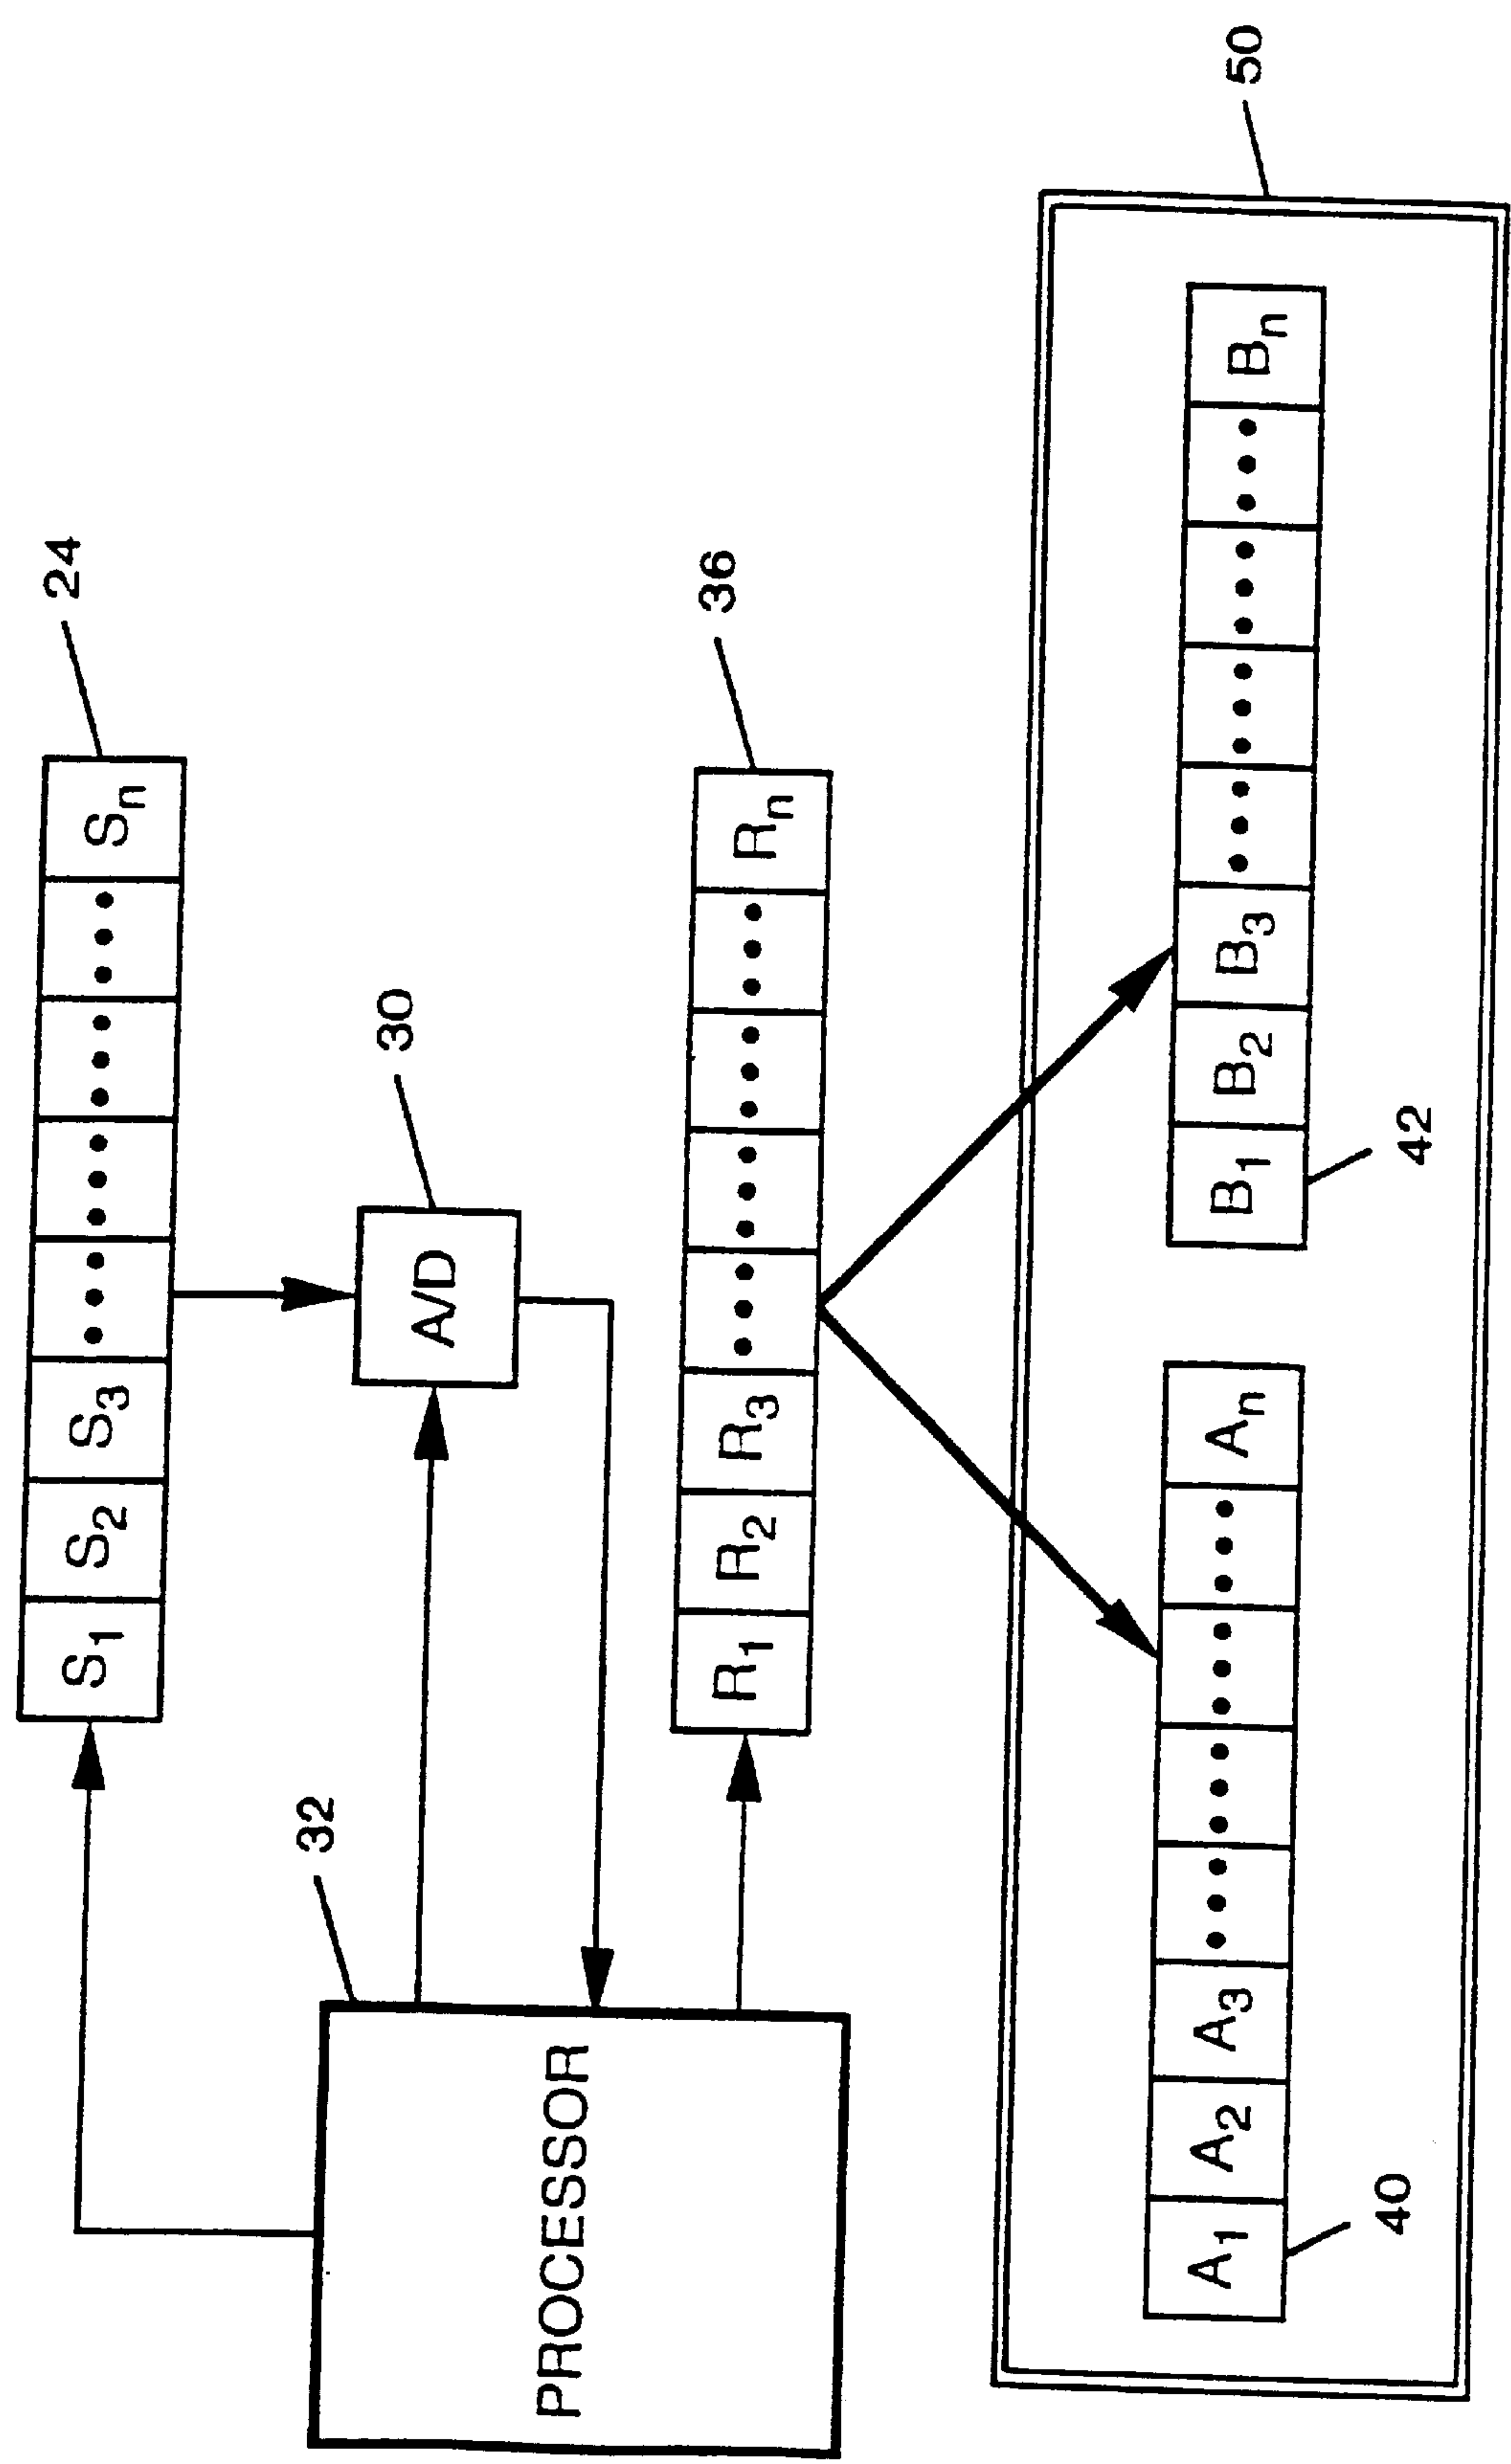 S1 S2 S3 ••• ••• ••• ••• Sn
24
30
A/D
32
PROCESSOR
R1 R2 R3 ••• ••• ••• ••• Rn
36
50
A1 A2 A3 ••• ••• ••• ••• An
40
B1 B2 B3 ••• ••• ••• ••• Bn
42